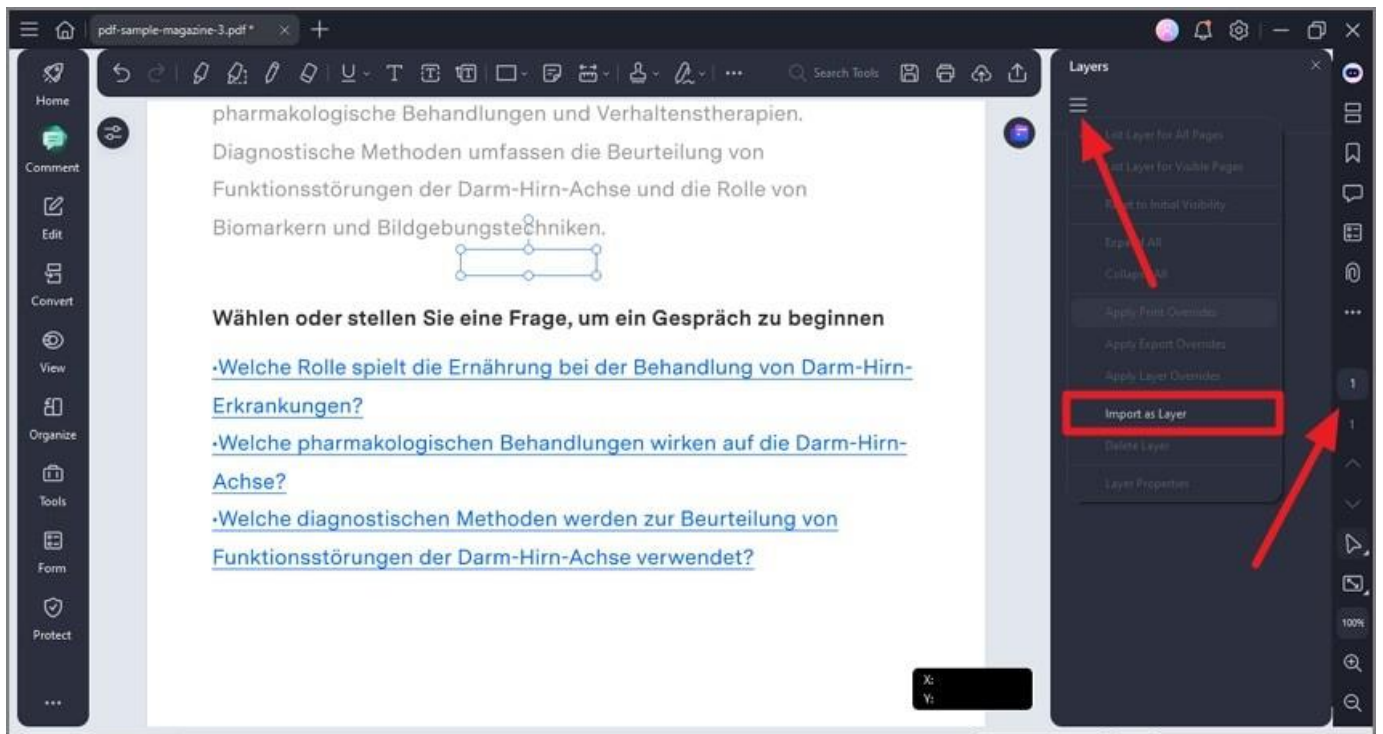 pdf-sample-magazine-3.pdf *
Search Tools
Home
Comment
Edit
Convert
View
Organize
Tools
Form
Protect
pharmakologische Behandlungen und Verhaltenstherapien.
Diagnostische Methoden umfassen die Beurteilung von
Funktionsstörungen der Darm-Hirn-Achse und die Rolle von
Biomarkern und Bildgebungstechniken.
Wählen oder stellen Sie eine Frage, um ein Gespräch zu beginnen
•Welche Rolle spielt die Ernährung bei der Behandlung von Darm-Hirn-
Erkrankungen?
•Welche pharmakologischen Behandlungen wirken auf die Darm-Hirn-
Achse?
•Welche diagnostischen Methoden werden zur Beurteilung von
Funktionsstörungen der Darm-Hirn-Achse verwendet?
X:
Y:
Layers
List Layer for All Pages
List Layer for Visible Pages
Reset to Initial Visibility
Expand All
Collapse All
Apply Print Overrides
Apply Export Overrides
Apply Layer Overrides
Import as Layer
Delete Layer
Layer Properties
1
1
100%